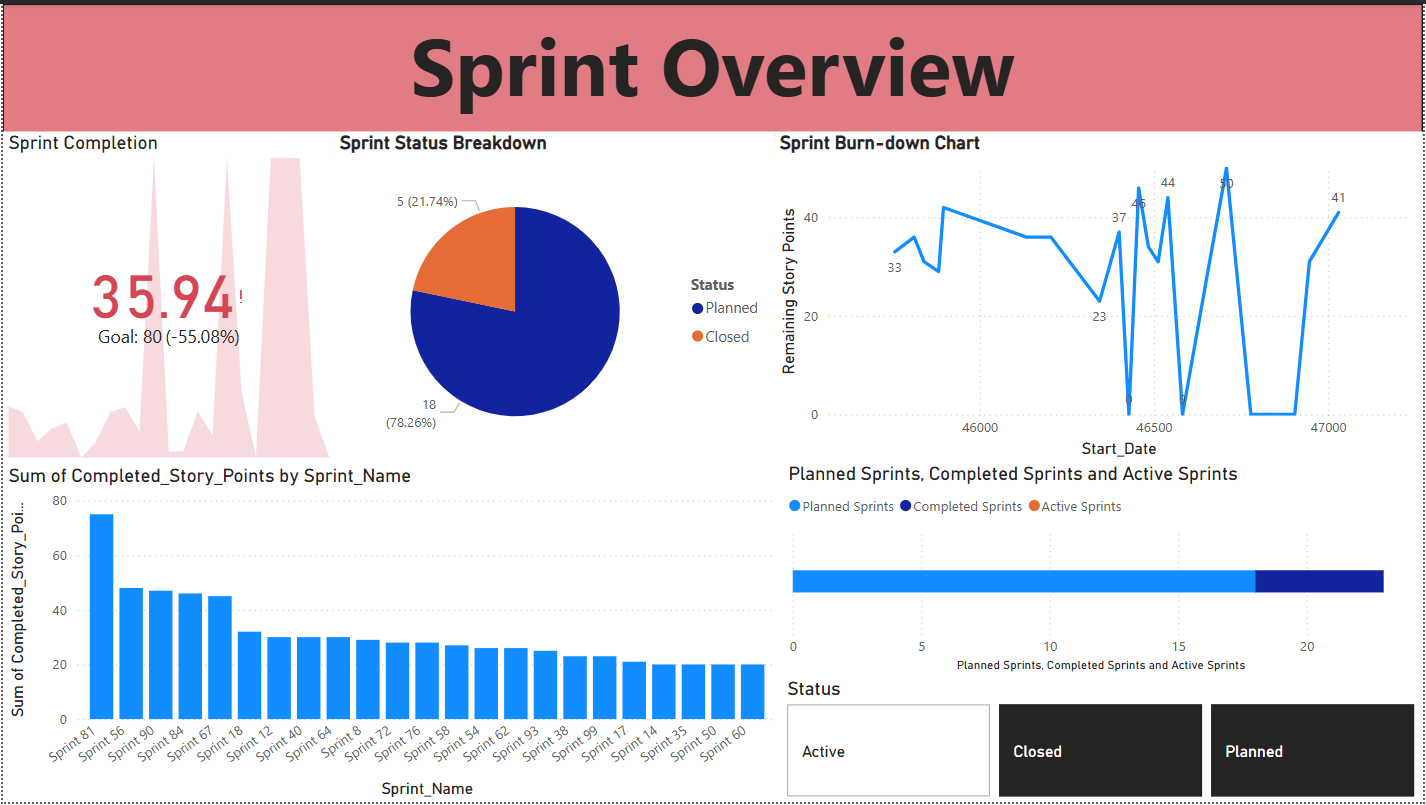 Sprint Overview
Sprint Completion
35.94!
Goal: 80 (-55.08%)
Sprint Status Breakdown
5 (21.74%)
18
(78.26%)
Status
Planned
Closed
Sprint Burn-down Chart
Remaining Story Points
40
20
0
33
23
37
0
46
44
0
50
41
46000
46500
47000
Start_Date
Sum of Completed_Story_Points by Sprint_Name
Sum of Completed_Story_Poi...
80
60
40
20
0
Sprint 81
Sprint 56
Sprint 90
Sprint 84
Sprint 67
Sprint 18
Sprint 12
Sprint 40
Sprint 64
Sprint 8
Sprint 72
Sprint 76
Sprint 58
Sprint 54
Sprint 62
Sprint 93
Sprint 38
Sprint 99
Sprint 17
Sprint 14
Sprint 35
Sprint 50
Sprint 60
Sprint_Name
Planned Sprints, Completed Sprints and Active Sprints
Planned Sprints Completed Sprints Active Sprints
0 5 10 15 20
Planned Sprints, Completed Sprints and Active Sprints
Status
Active
Closed
Planned